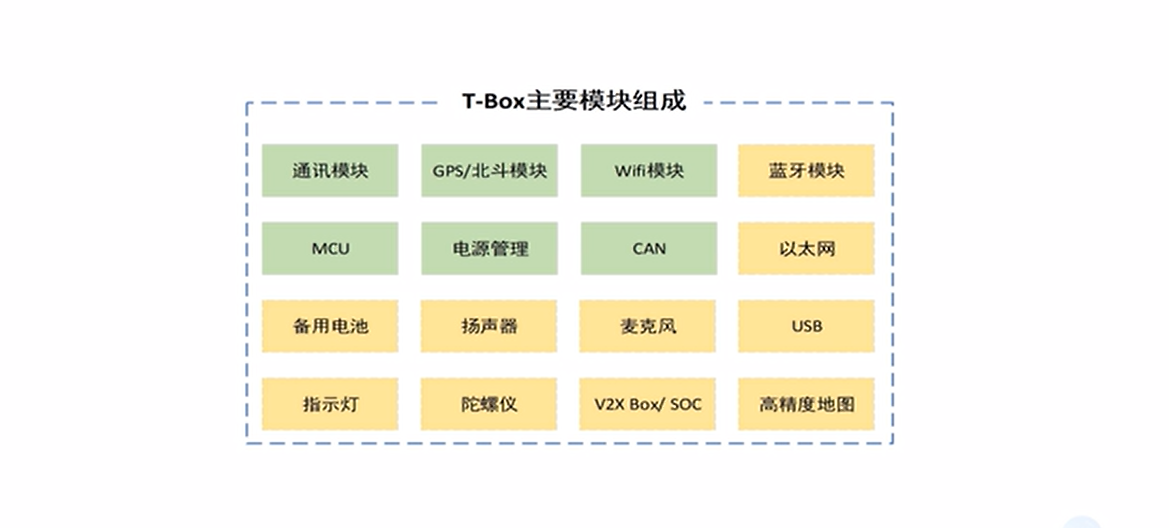 T-Box主要模块组成
通讯模块
GPS/北斗模块
Wifi模块
蓝牙模块
MCU
电源管理
CAN
以太网
备用电池
扬声器
麦克风
USB
指示灯
陀螺仪
V2X Box/ SOC
高精度地图